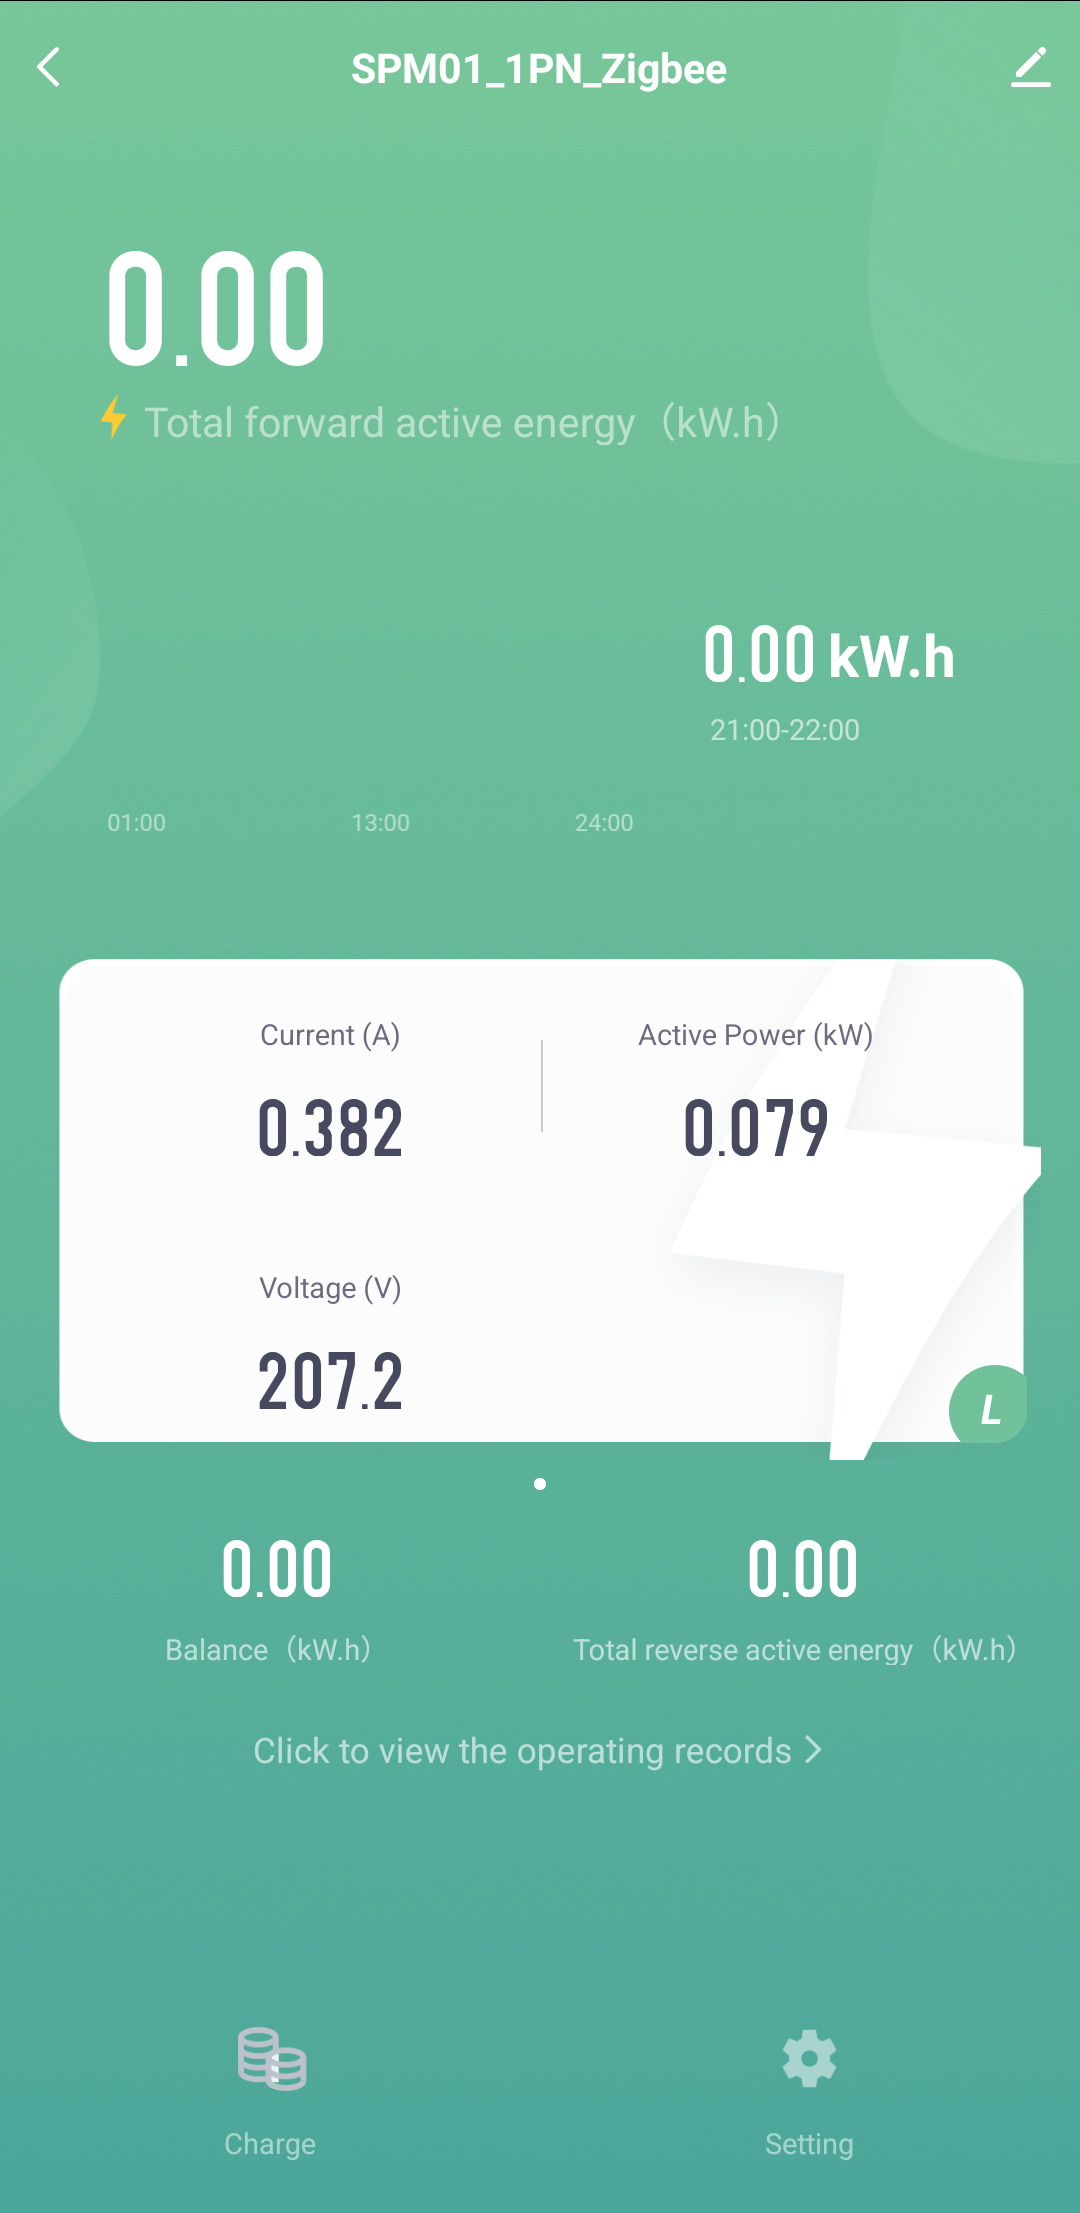 SPM01_1PN_Zigbee
0.00
Total forward active energy（kW.h）
0.00 kW.h
21:00-22:00
01:00 13:00 24:00
Current (A) Active Power (kW)
0.382 0.079
Voltage (V)
207.2
L
0.00 0.00
Balance（kW.h） Total reverse active energy（kW.h）
Click to view the operating records
Charge Setting